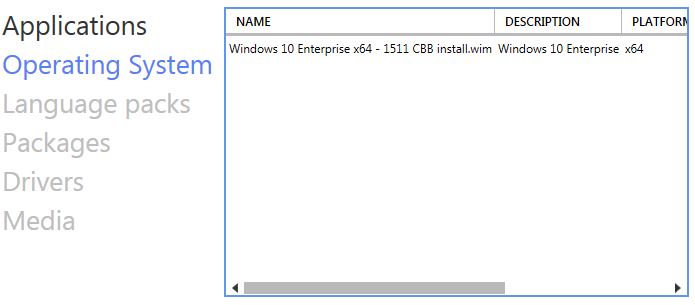 Applications
Operating System
Language packs
Packages
Drivers
Media
NAME DESCRIPTION PLATFORM
Windows 10 Enterprise x64 - 1511 CBB install.wim Windows 10 Enterprise x64